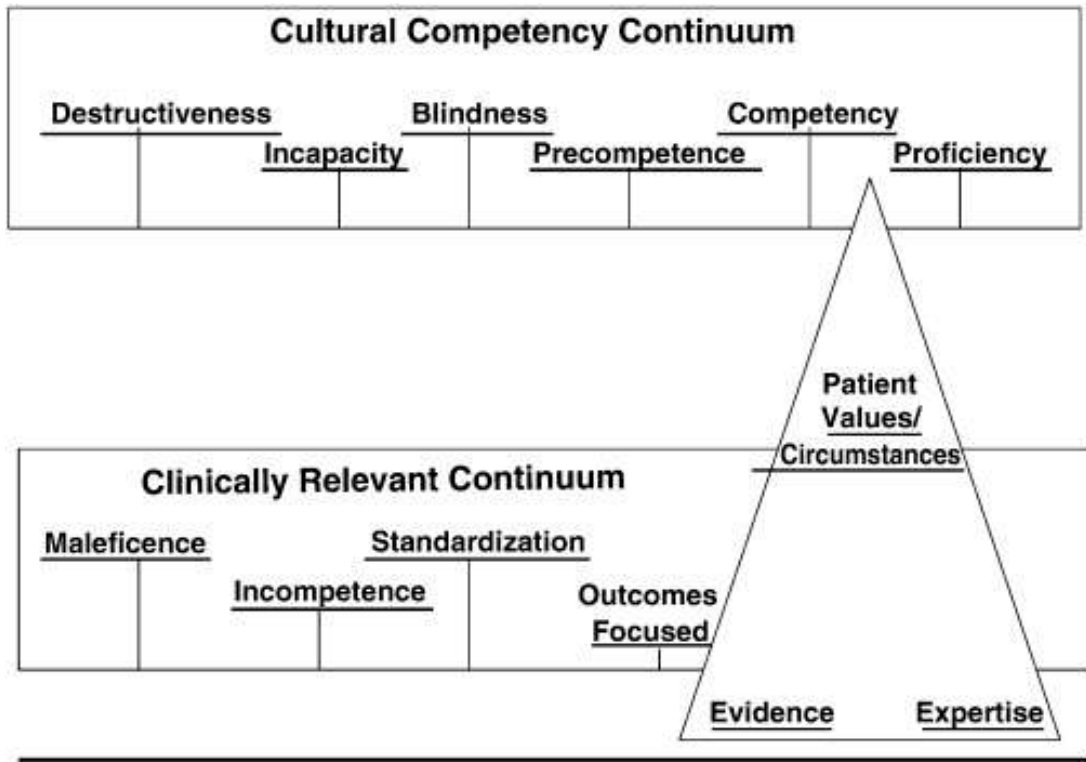 Cultural Competency Continuum
Destructiveness
Blindness
Competency
Incapacity
Precompetence
Proficiency
Patient
Values/
Circumstances
Clinically Relevant Continuum
Maleficence
Standardization
Incompetence
Outcomes
Focused
Evidence
Expertise